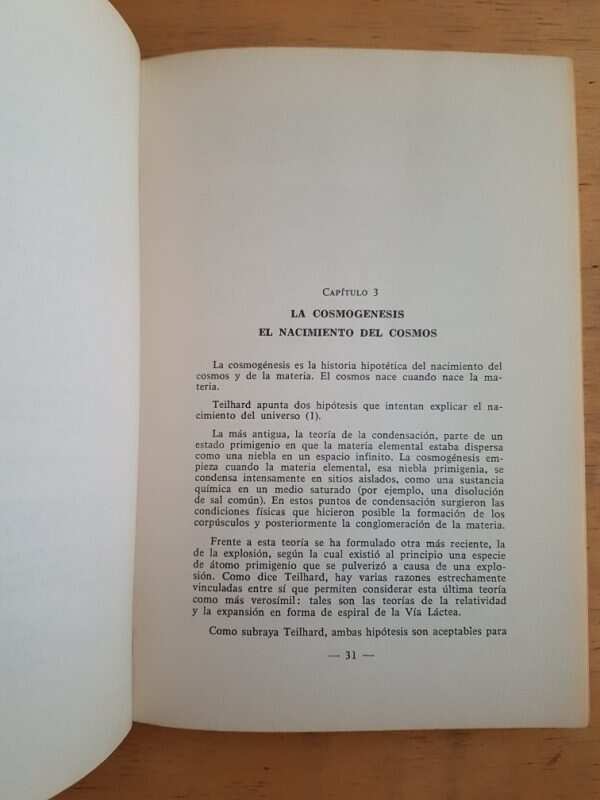 CAPÍTULO 3
LA COSMOGENESIS
EL NACIMIENTO DEL COSMOS
La cosmogénesis es la historia hipotética del nacimiento del
cosmos y de la materia. El cosmos nace cuando nace la ma-
teria.
Teilhard apunta dos hipótesis que intentan explicar el na-
cimiento del universo (1).
La más antigua, la teoría de la condensación, parte de un
estado primigenio en que la materia elemental estaba dispersa
como una niebla en un espacio infinito. La cosmogénesis em-
pieza cuando la materia elemental, esa niebla primigenia, se
condensa intensamente en sitios aislados, como una sustancia
química en un medio saturado (por ejemplo, una disolución
de sal común). En estos puntos de condensación surgieron las
condiciones físicas que hicieron posible la formación de los
corpúsculos y posteriormente la conglomeración de la materia.
Frente a esta teoría se ha formulado otra más reciente, la
de la explosión, según la cual existió al principio una especie
de átomo primigenio que se pulverizó a causa de una explo-
sión. Como dice Teilhard, hay varias razones estrechamente
vinculadas entre sí que permiten considerar esta última teoría
como más verosímil: tales son las teorías de la relatividad
y la expansión en forma de espiral de la Vía Láctea.
Como subraya Teilhard, ambas hipótesis son aceptables para
— 31 —